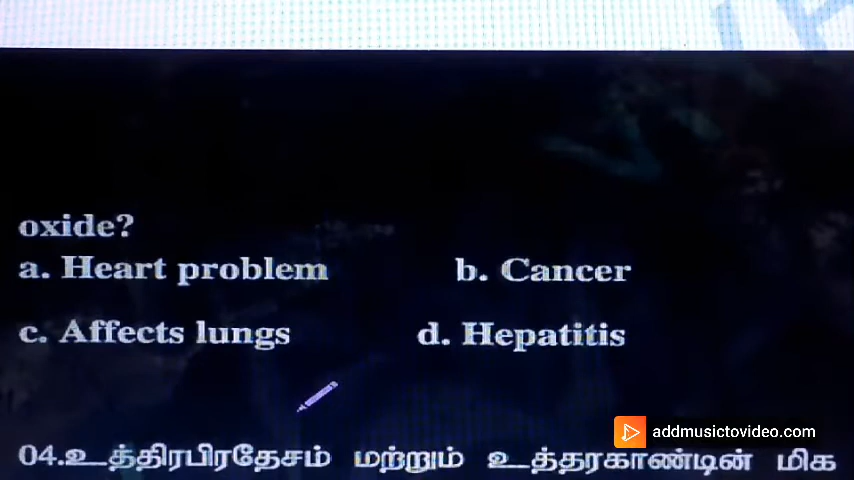 oxide?
a. Heart problem b. Cancer
c. Affects lungs d. Hepatitis
addmusictovideo.com
04.உத்திரபிரதேசம் மற்றும் உத்தரகாண்டின் மிக